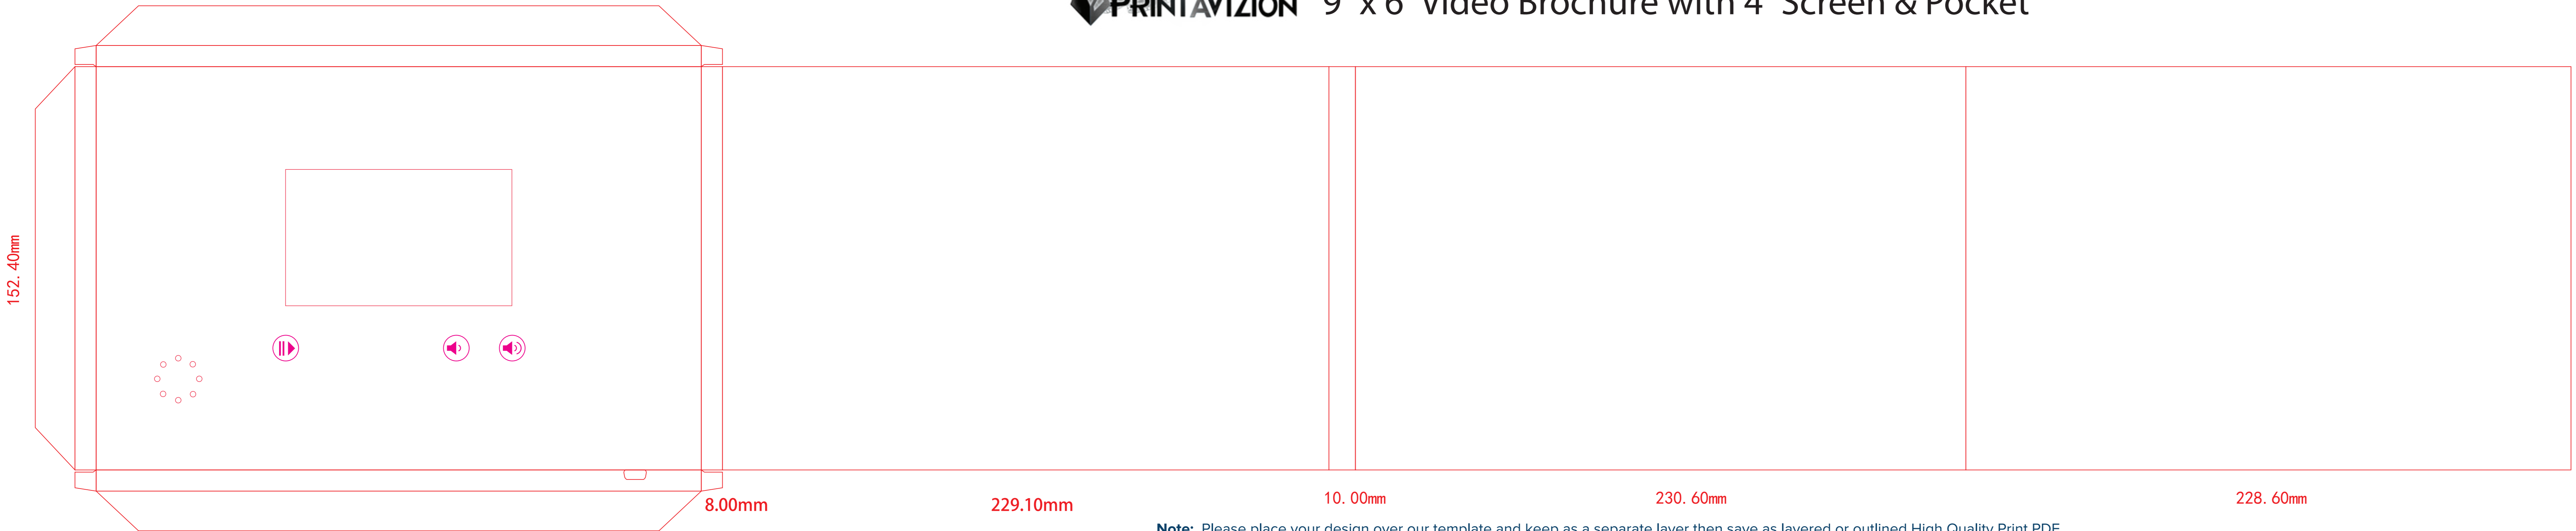 PRINTAVIZION 9" x 6" Video Brochure with 4" Screen & Pocket
152.40mm
8.00mm
229.10mm
10.00mm
230.60mm
228.60mm
Note: Please place your design over our template and keep as a separate layer then save as layered or outlined High Quality Print PDF